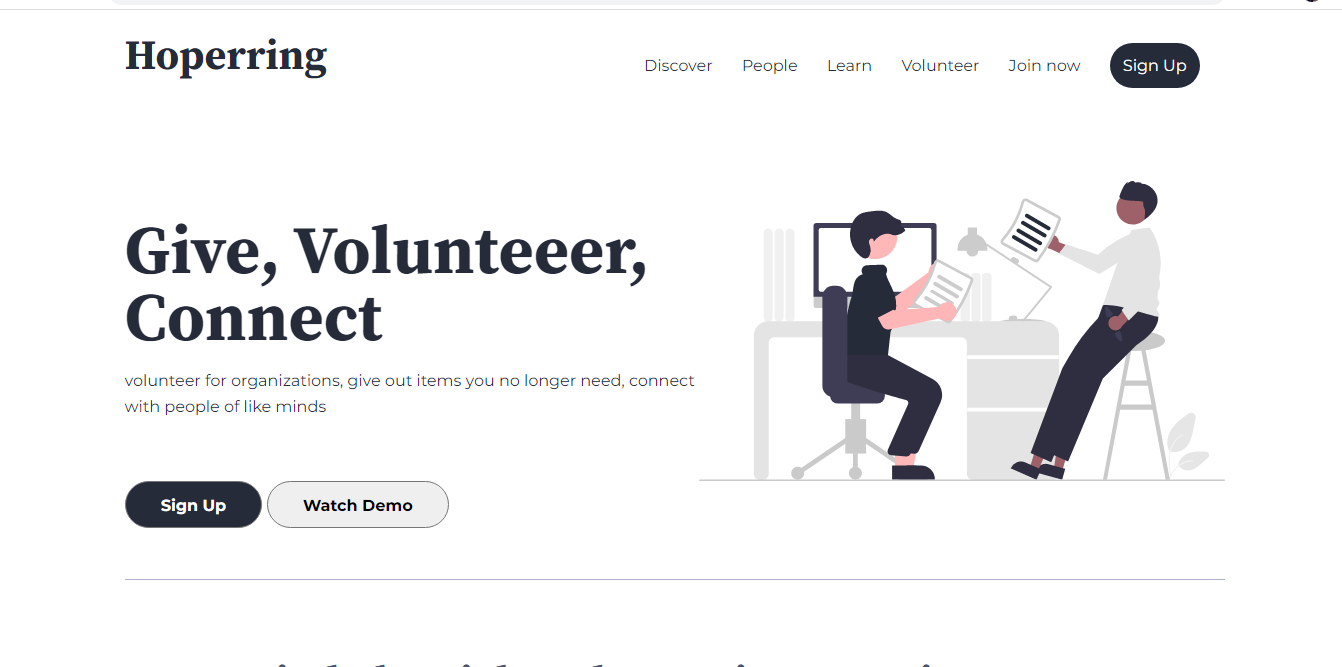 Hoperring
Discover People Learn Volunteer Join now Sign Up
Give, Volunteeer,
Connect
volunteer for organizations, give out items you no longer need, connect
with people of like minds
Sign Up Watch Demo